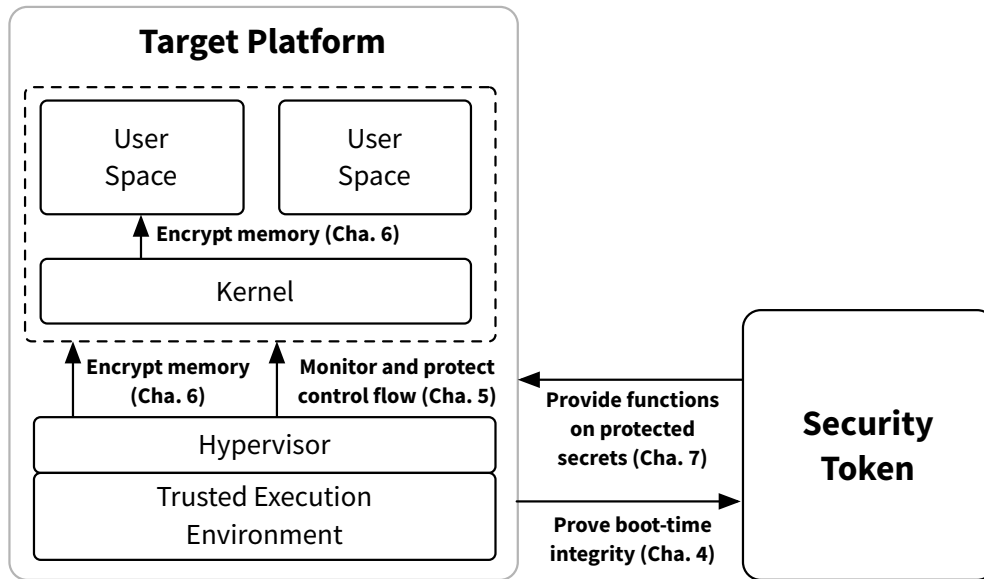 Target Platform
User
Space
User
Space
Encrypt memory (Cha. 6)
Kernel
Encrypt memory
(Cha. 6)
Monitor and protect
control flow (Cha. 5)
Hypervisor
Trusted Execution
Environment
Provide functions
on protected
secrets (Cha. 7)
Prove boot-time
integrity (Cha. 4)
Security
Token